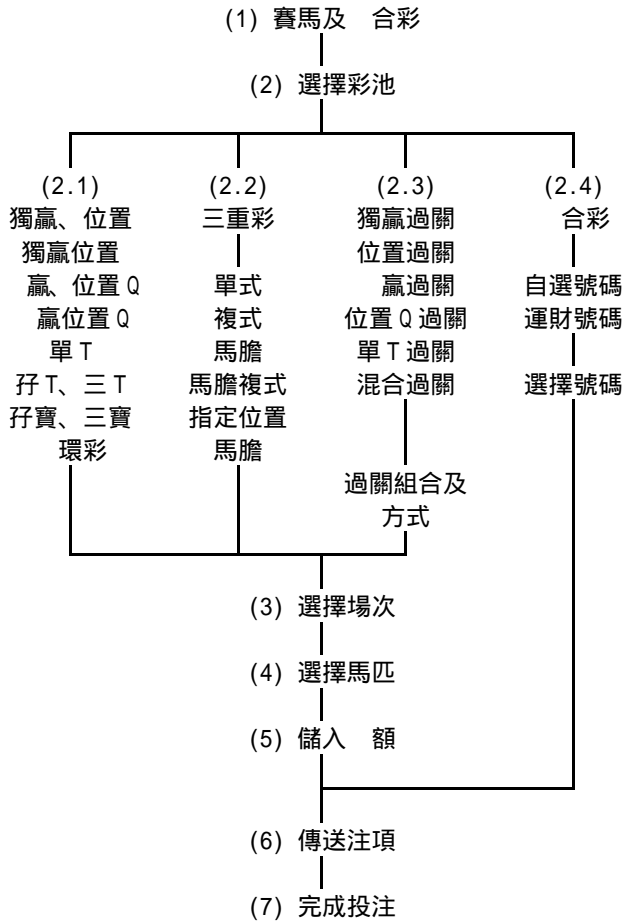 (1) 賽馬及 合彩
(2) 選擇彩池
(2.1)
獨贏、位置
獨贏位置
贏、位置Q
贏位置Q
單T
孖T、三T
孖寶、三寶
環彩
(2.2)
三重彩
單式
複式
馬膽
馬膽複式
指定位置
馬膽
(2.3)
獨贏過關
位置過關
贏過關
位置Q過關
單T過關
混合過關
過關組合及
方式
(2.4)
合彩
自選號碼
運財號碼
選擇號碼
(3) 選擇場次
(4) 選擇馬匹
(5) 儲入 額
(6) 傳送注項
(7) 完成投注